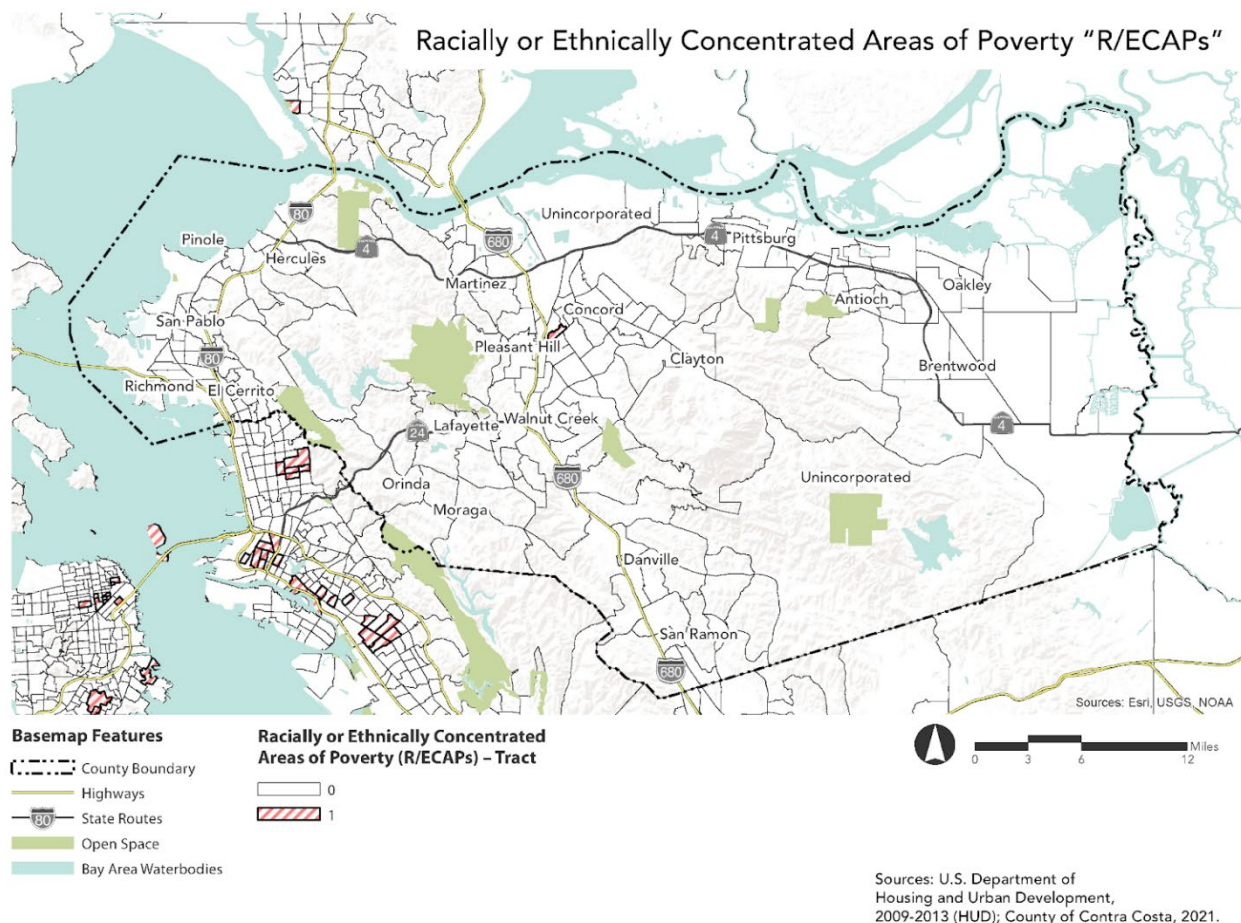 Racially or Ethnically Concentrated Areas of Poverty “R/ECAPs”
80
680
Unincorporated
4
Pittsburg
Pinole
Hercules
4
Martinez
Antioch
Oakley
Concord
San Pablo
80
Pleasant Hill
Clayton
Brentwood
Richmond
El Cerrito
Walnut Creek
Lafayette
24
4
680
Orinda
Unincorporated
Moraga
Danville
San Ramon
680
Sources: Esri, USGS, NOAA
Basemap Features
County Boundary
Highways
80
State Routes
Open Space
Bay Area Waterbodies
Racially or Ethnically Concentrated
Areas of Poverty (R/ECAPs) – Tract
0
1
Miles
0 3 6 12
Sources: U.S. Department of
Housing and Urban Development,
2009-2013 (HUD); County of Contra Costa, 2021.